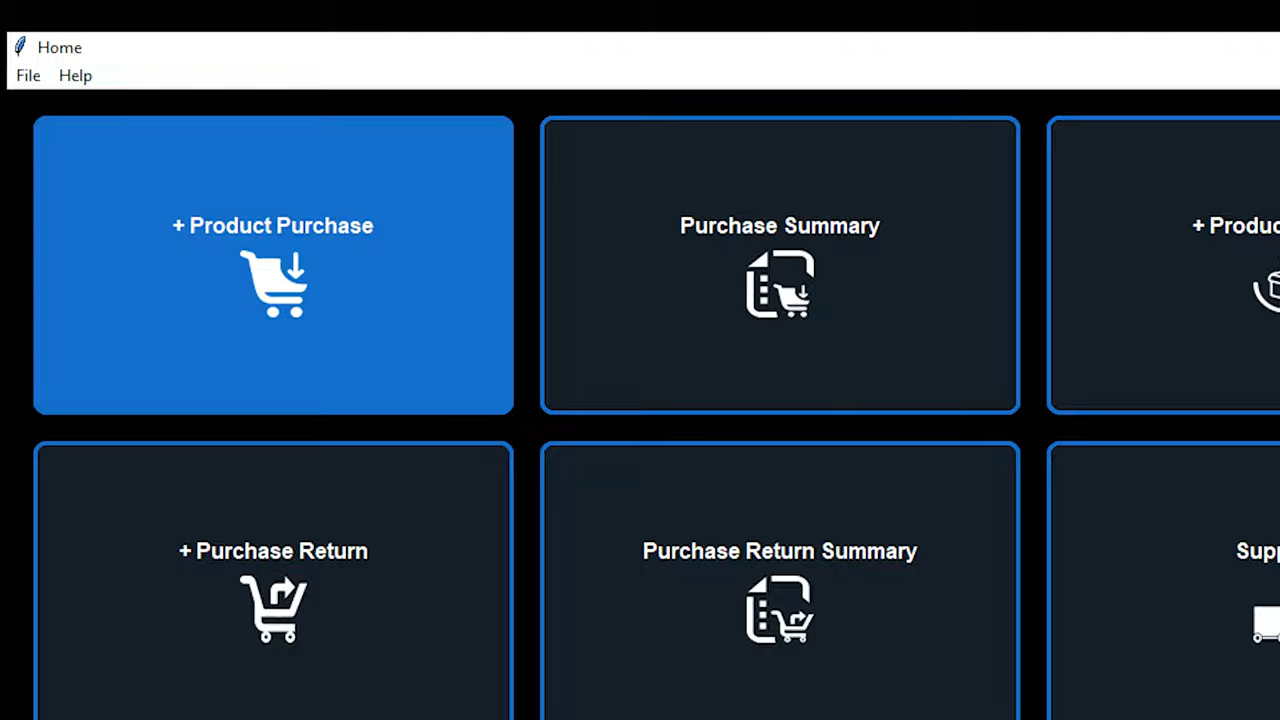 Home
File Help
+ Product Purchase
Purchase Summary
+
+ Purchase Return
Purchase Return Summary